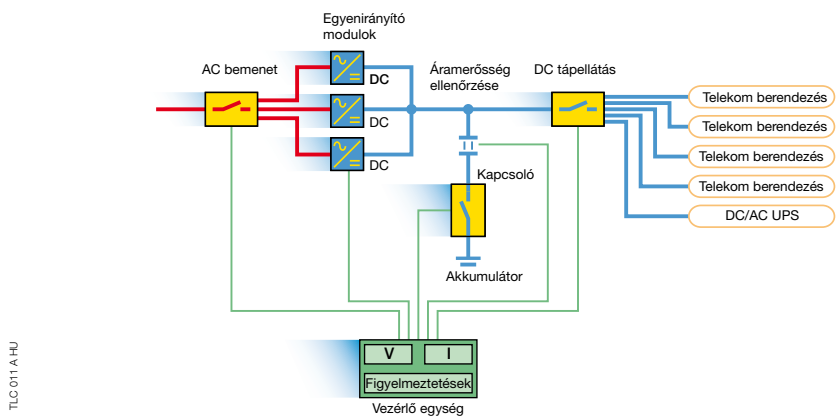 Egyenirányító
modulok
AC bemenet
DC
Áramerősség
ellenőrzése
DC tápellátás
DC
DC
Telekom berendezés
Telekom berendezés
Telekom berendezés
Telekom berendezés
DC/AC UPS
Kapcsoló
Akkumulátor
V
I
Figyelmeztetések
Vezérlő egység
TLC 011 A HU